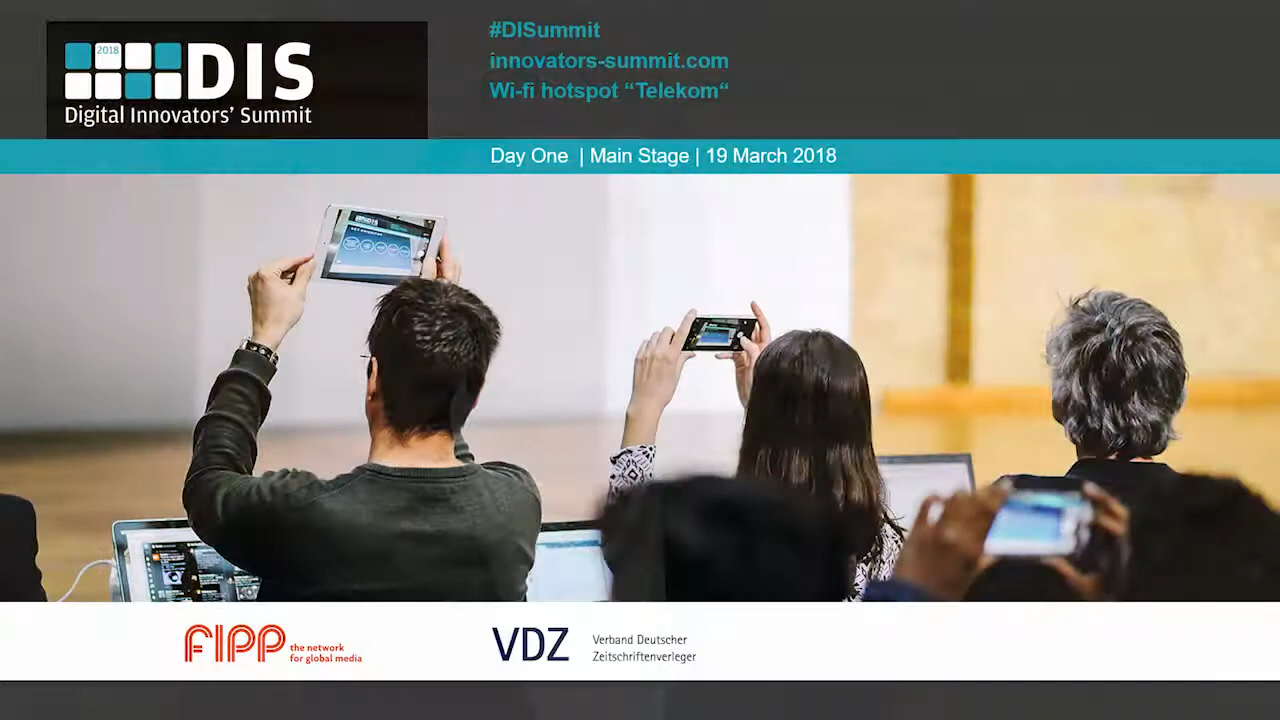 2018
DIS
Digital Innovators’ Summit
#DISummit
innovators-summit.com
Wi-fi hotspot “Telekom“
Day One | Main Stage | 19 March 2018
DIS
FIPP the network
for global media
VDZ Verband Deutscher
Zeitschriftenverleger